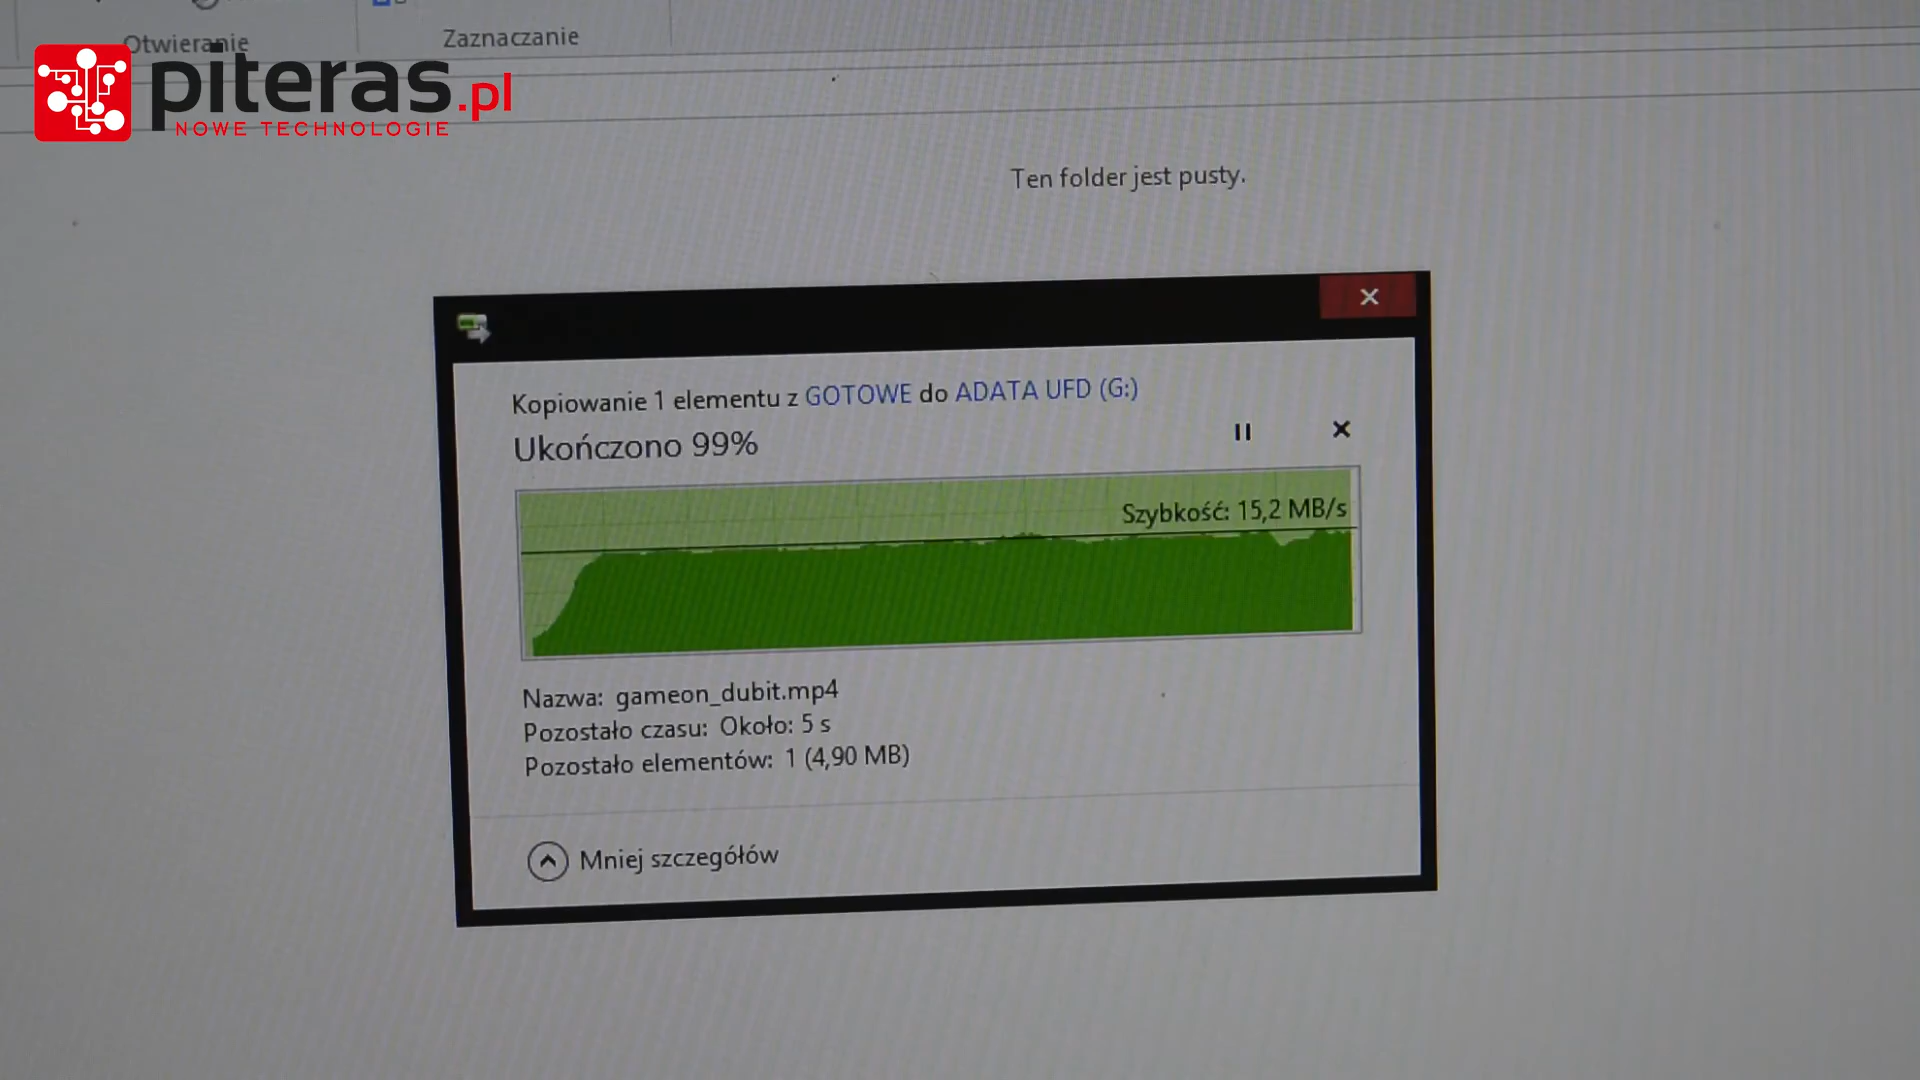 Otwieranie
Zaznaczanie
piteras.pl
NOWE TECHNOLOGIE
Ten folder jest pusty.
Kopiowanie 1 elementu z GOTOWE do ADATA UFD (G:)
Ukończono 99%
Szybkość: 15,2 MB/s
Nazwa: gameon_dubit.mp4
Pozostało czasu: Około: 5 s
Pozostało elementów: 1 (4,90 MB)
Mniej szczegółów